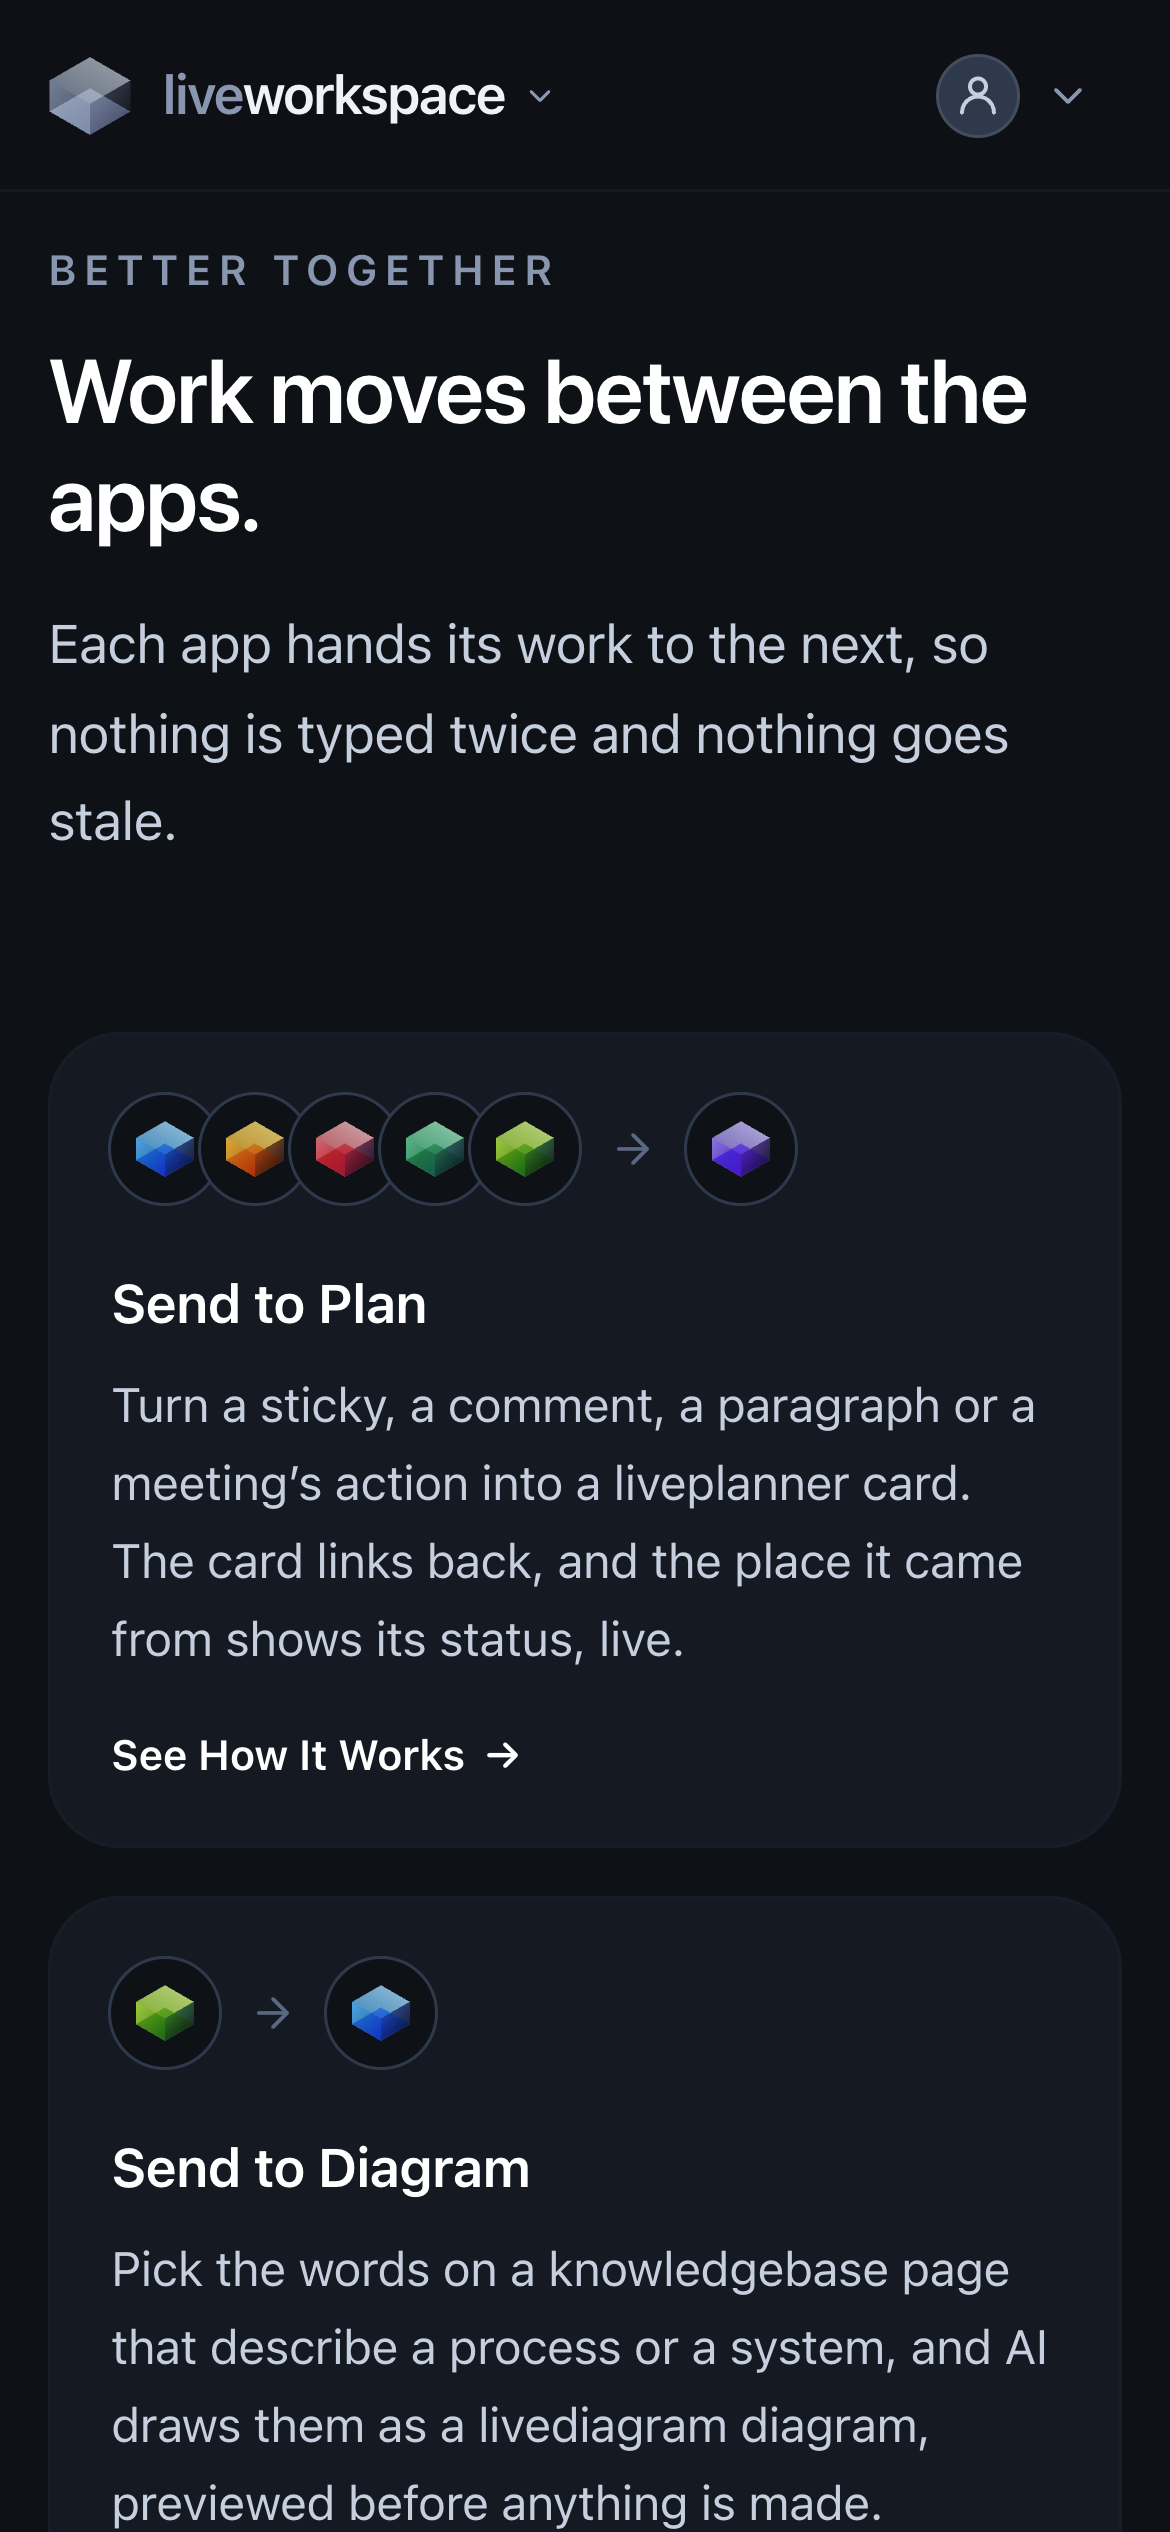 liveworkspace
BETTER TOGETHER
Work moves between the
apps.
Each app hands its work to the next, so
nothing is typed twice and nothing goes
stale.
Send to Plan
Turn a sticky, a comment, a paragraph or a
meeting’s action into a liveplanner card.
The card links back, and the place it came
from shows its status, live.
See How It Works →
Send to Diagram
Pick the words on a knowledgebase page
that describe a process or a system, and AI
draws them as a livediagram diagram,
previewed before anything is made.